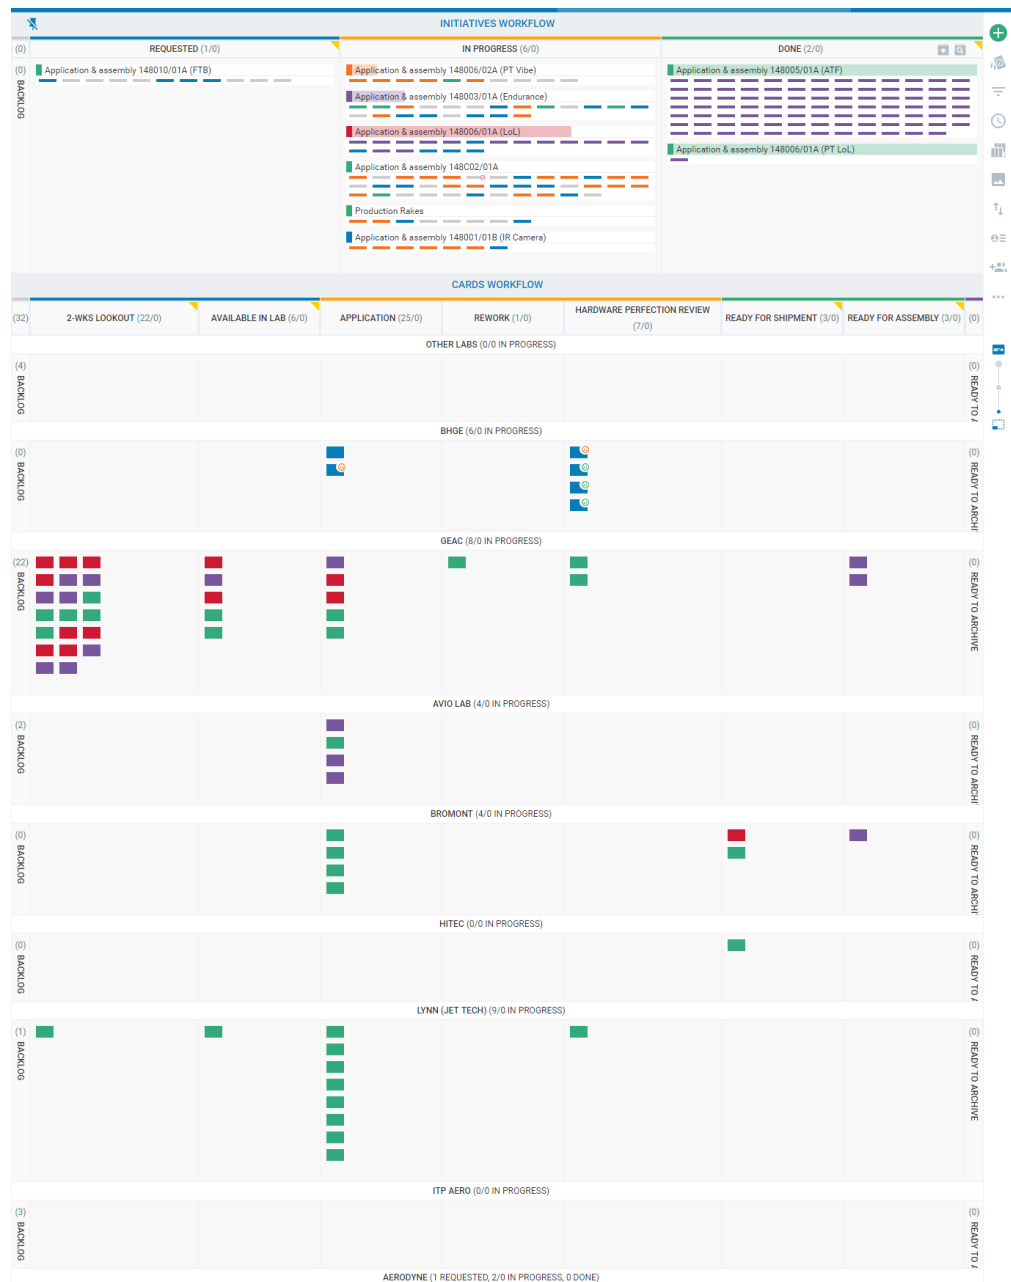 INITIATIVES WORKFLOW
(0) REQUESTED (1/0) IN PROGRESS (6/0) DONE (2/0)
(0) BACKLOG
Application & assembly 148010/01A (FTB)
Application & assembly 148006/02A (PT Vibe)
Application & assembly 148003/01A (Endurance)
Application & assembly 148006/01A (LoL)
Application & assembly 148C02/01A
Production Rakes
Application & assembly 148001/01B (IR Camera)
Application & assembly 148005/01A (ATF)
Application & assembly 148006/01A (PT LoL)
CARDS WORKFLOW
(32) 2-WKS LOOKOUT (22/0) AVAILABLE IN LAB (6/0) APPLICATION (25/0) REWORK (1/0) HARDWARE PERFECTION REVIEW (7/0) READY FOR SHIPMENT (3/0) READY FOR ASSEMBLY (3/0) (0)
OTHER LABS (0/0 IN PROGRESS)
(4) BACKLOG
(0) READY TO A
BHGE (6/0 IN PROGRESS)
(0) BACKLOG
(0) READY TO ARCHI
GEAC (8/0 IN PROGRESS)
(22) BACKLOG
(0) READY TO ARCHIVE
AVIO LAB (4/0 IN PROGRESS)
(2) BACKLOG
(0) READY TO ARCHI
BROMONT (4/0 IN PROGRESS)
(0) BACKLOG
(0) READY TO ARCHI
HITEC (0/0 IN PROGRESS)
(0) BACKLOG
(0) READY TO A
LYNN (JET TECH) (9/0 IN PROGRESS)
(1) BACKLOG
(0) READY TO ARCHIVE
ITP AERO (0/0 IN PROGRESS)
(3) BACKLOG
(0) READY TO A
AERODYNE (1 REQUESTED, 2/0 IN PROGRESS, 0 DONE)